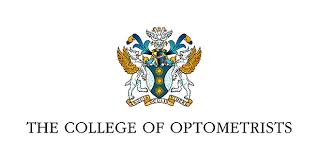 THE COLLEGE OF OPTOMETRISTS